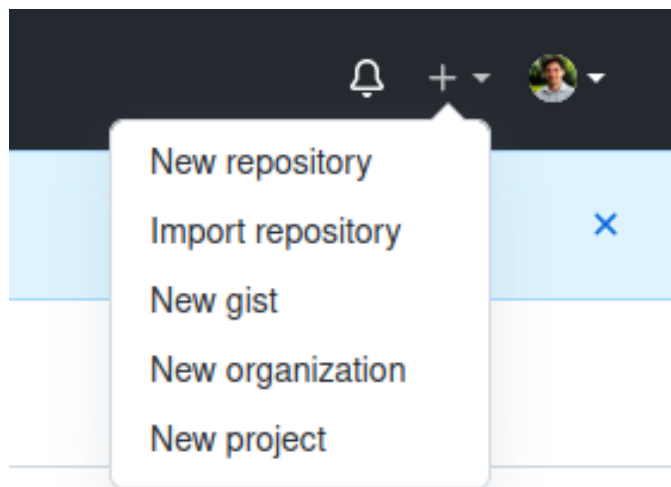 New repository
Import repository
New gist
New organization
New project